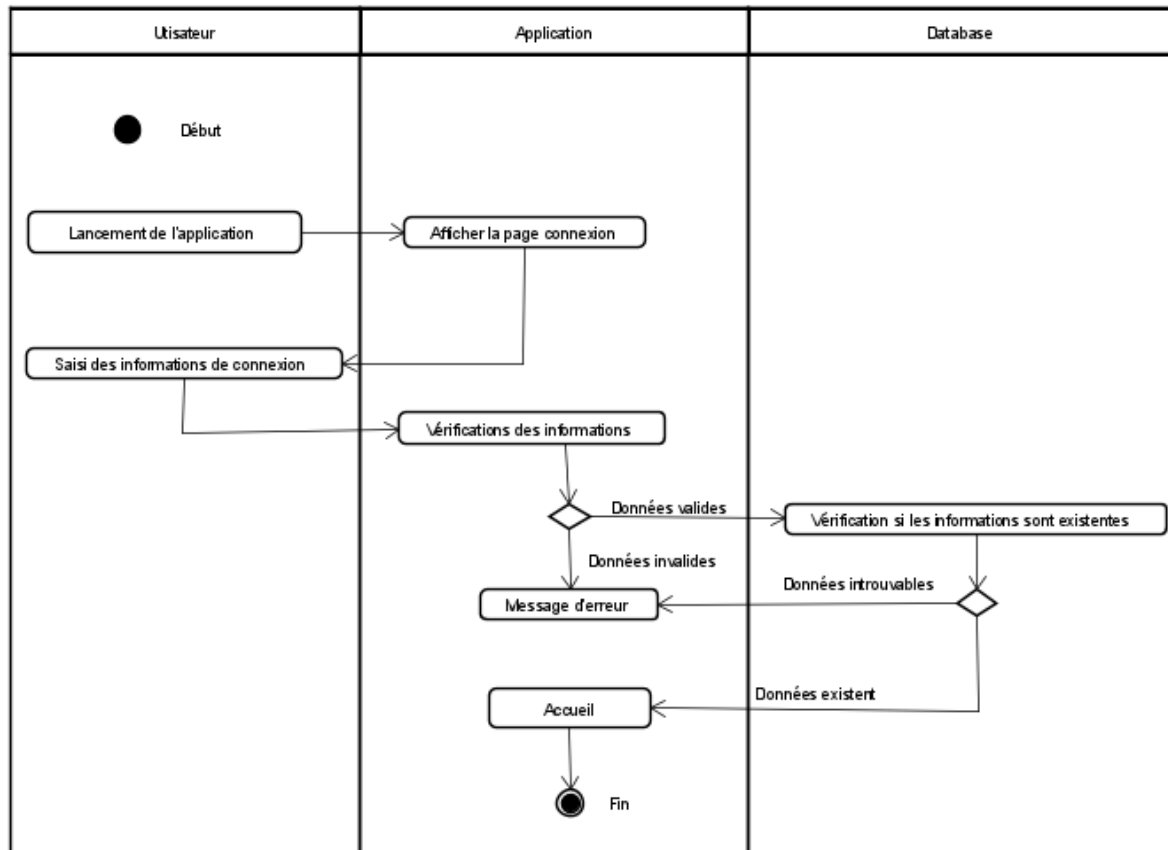 Utisateur
Application
Database
Début
Lancement de l'application
Afficher la page connexion
Saisi des informations de connexion
Vérifications des informations
Données valides
Vérification si les informations sont existentes
Données invalides
Données introuvables
Message d'erreur
Données existent
Accueil
Fin